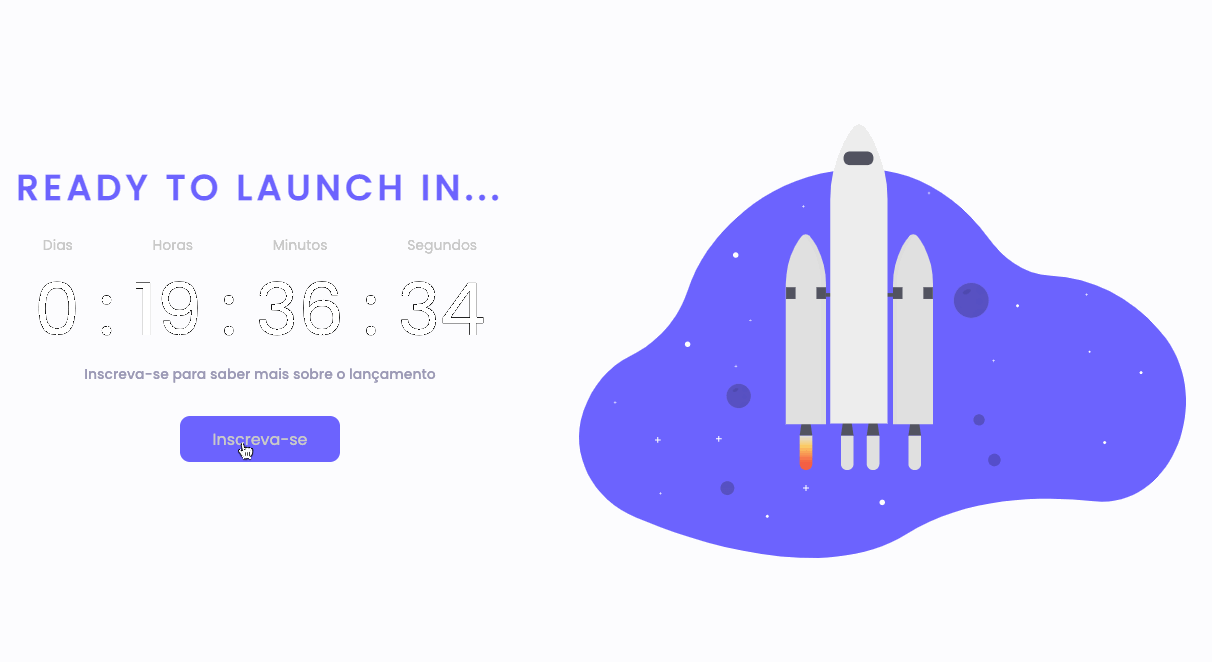 READY TO LAUNCH IN...
Dias Horas Minutos Segundos
0 : 19 : 36 : 34
Inscreva-se para saber mais sobre o lançamento
Inscreva-se